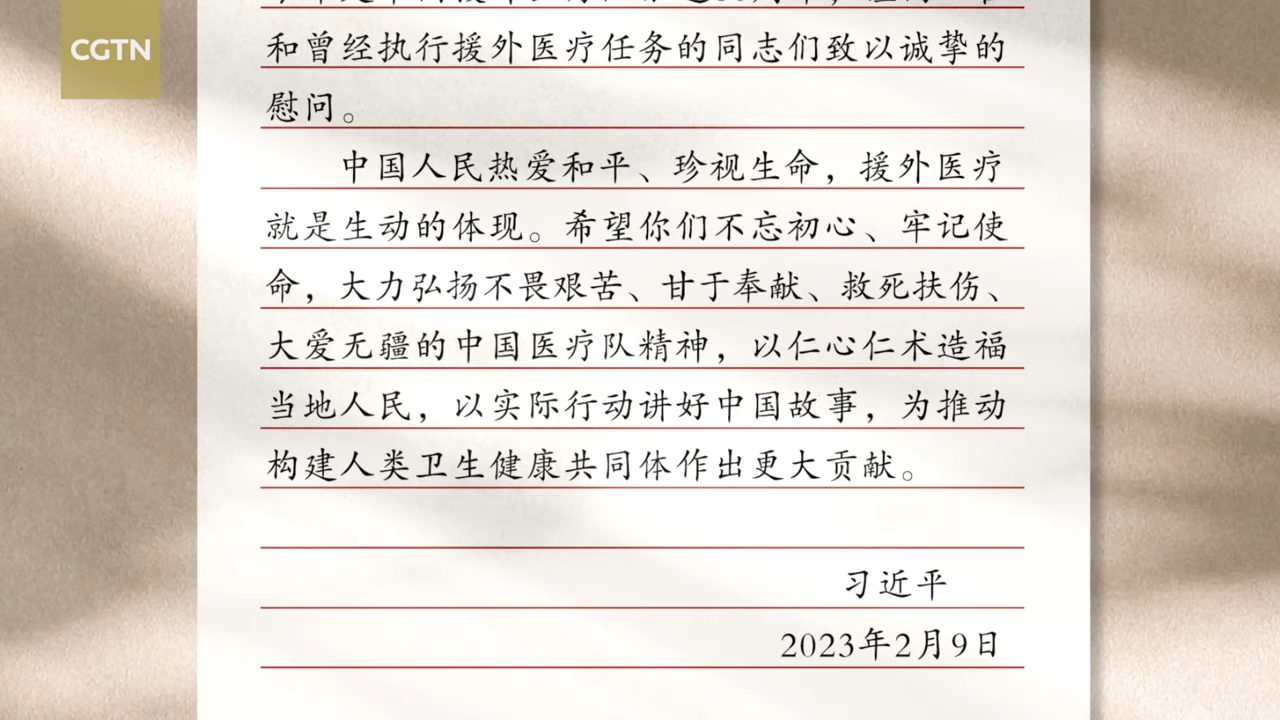 CGTN
和曾经执行援外医疗任务的同志们致以诚挚的
慰问。
中国人民热爱和平、珍视生命，援外医疗
就是生动的体现。希望你们不忘初心、牢记使
命，大力弘扬不畏艰苦、甘于奉献、救死扶伤、
大爱无疆的中国医疗队精神，以仁心仁术造福
当地人民，以实际行动讲好中国故事，为推动
构建人类卫生健康共同体作出更大贡献。
习近平
2023年2月9日